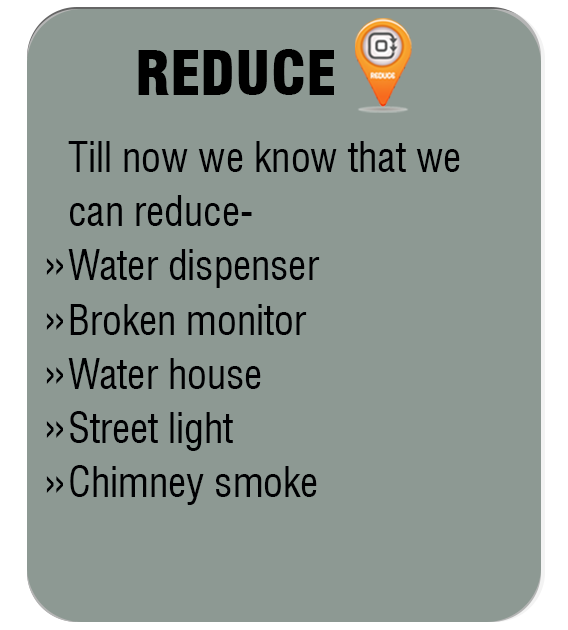 REDUCE
REDUCE
Till now we know that we
can reduce-
»Water dispenser
»Broken monitor
»Water house
»Street light
»Chimney smoke